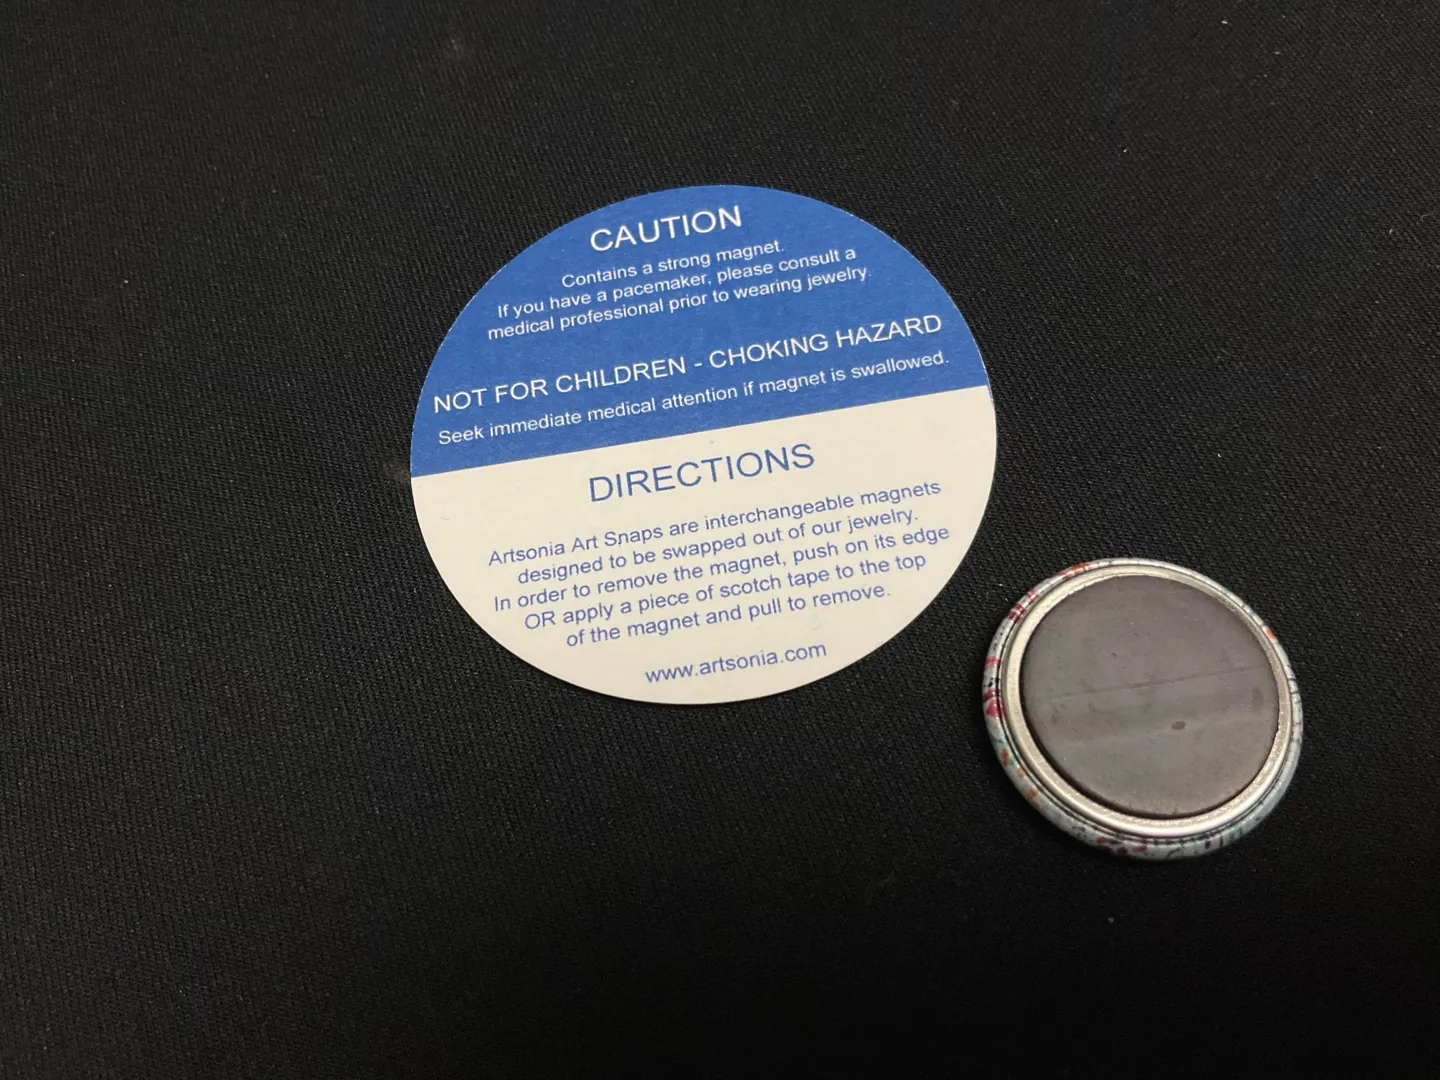 CAUTION
Contains a strong magnet.
If you have a pacemaker, please consult a
medical professional prior to wearing jewelry.
NOT FOR CHILDREN - CHOKING HAZARD
Seek immediate medical attention if magnet is swallowed.
DIRECTIONS
Artsonia Art Snaps are interchangeable magnets
designed to be swapped out of our jewelry.
In order to remove the magnet, push on its edge
OR apply a piece of scotch tape to the top
of the magnet and pull to remove.
www.artsonia.com